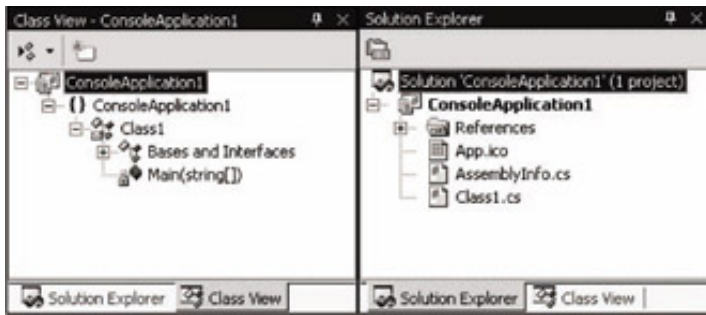 Class View - ConsoleApplication1
ConsoleApplication1
{} ConsoleApplication1
Class1
Bases and Interfaces
Main(string[])
Solution Explorer
Class View
Solution Explorer
Solution 'ConsoleApplication1' (1 project)
ConsoleApplication1
References
App.ico
AssemblyInfo.cs
Class1.cs
Solution Explorer
Class View